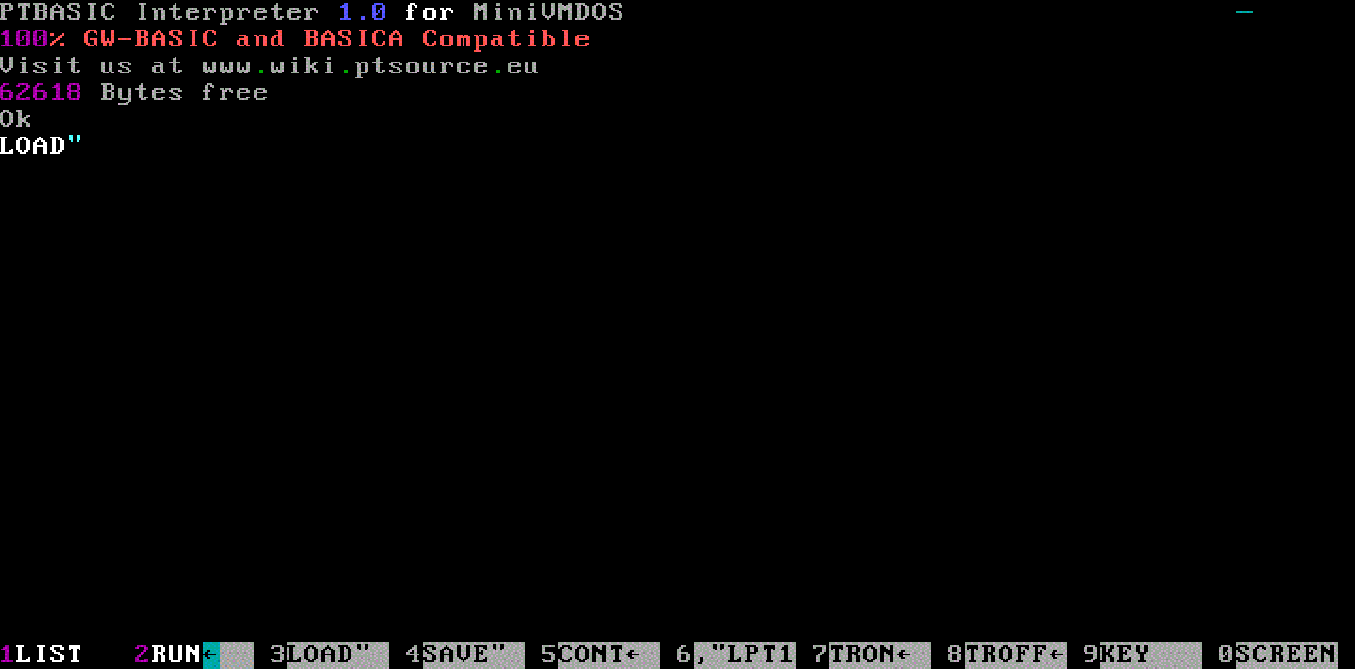 PTBASIC Interpreter 1.0 for MiniVMDOS
100% GW-BASIC and BASICA Compatible
Visit us at www.wiki.ptsource.eu
62618 Bytes free
Ok
LOAD"
1LIST 2RUN← 3LOAD" 4SAVE" 5CONT← 6,"LPT1 7TRON← 8TROFF← 9KEY 0SCREEN